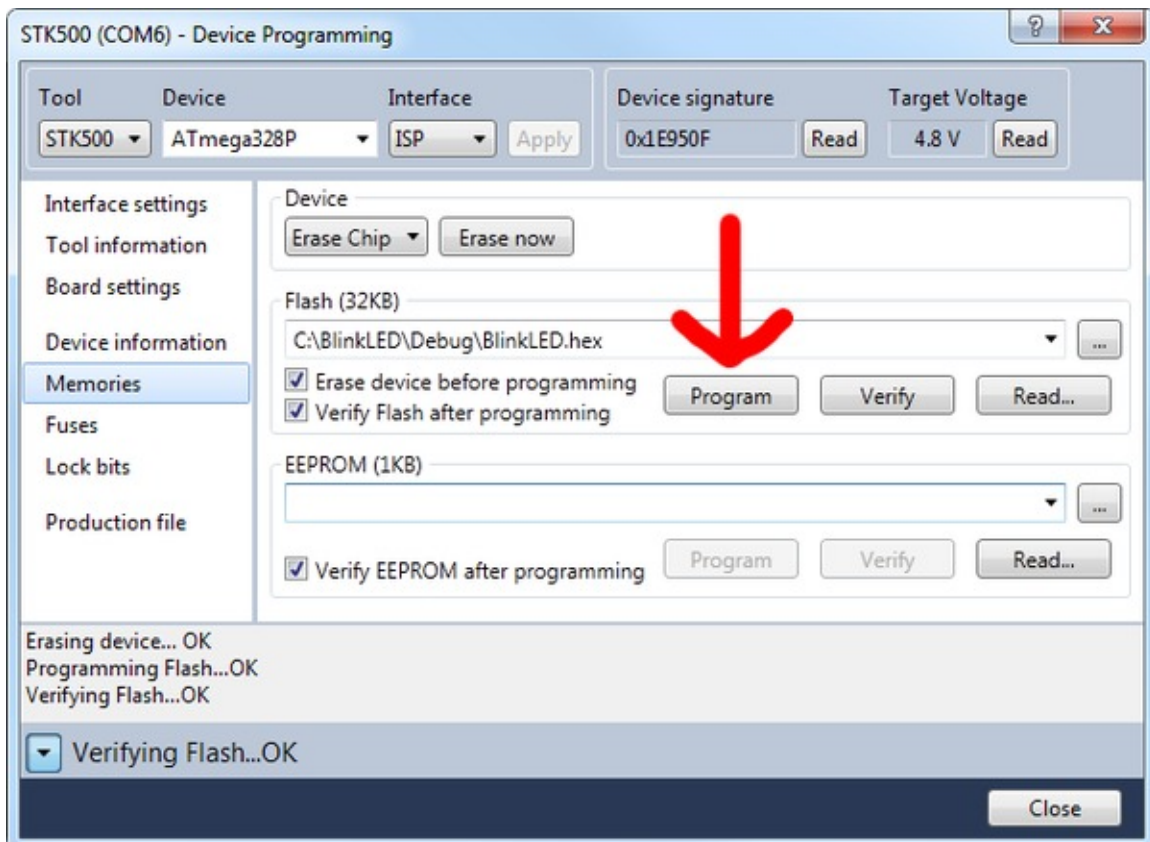 STK500 (COM6) - Device Programming
Tool Device Interface Device signature Target Voltage
STK500 ATmega328P ISP Apply 0x1E950F Read 4.8 V Read
Interface settings
Tool information
Board settings
Device information
Memories
Fuses
Lock bits
Production file
Device
Erase Chip Erase now
Flash (32KB)
C:\BlinkLED\Debug\BlinkLED.hex ...
Erase device before programming
Verify Flash after programming
Program Verify Read...
EEPROM (1KB)
...
Verify EEPROM after programming Program Verify Read...
Erasing device... OK
Programming Flash...OK
Verifying Flash...OK
Verifying Flash...OK
Close